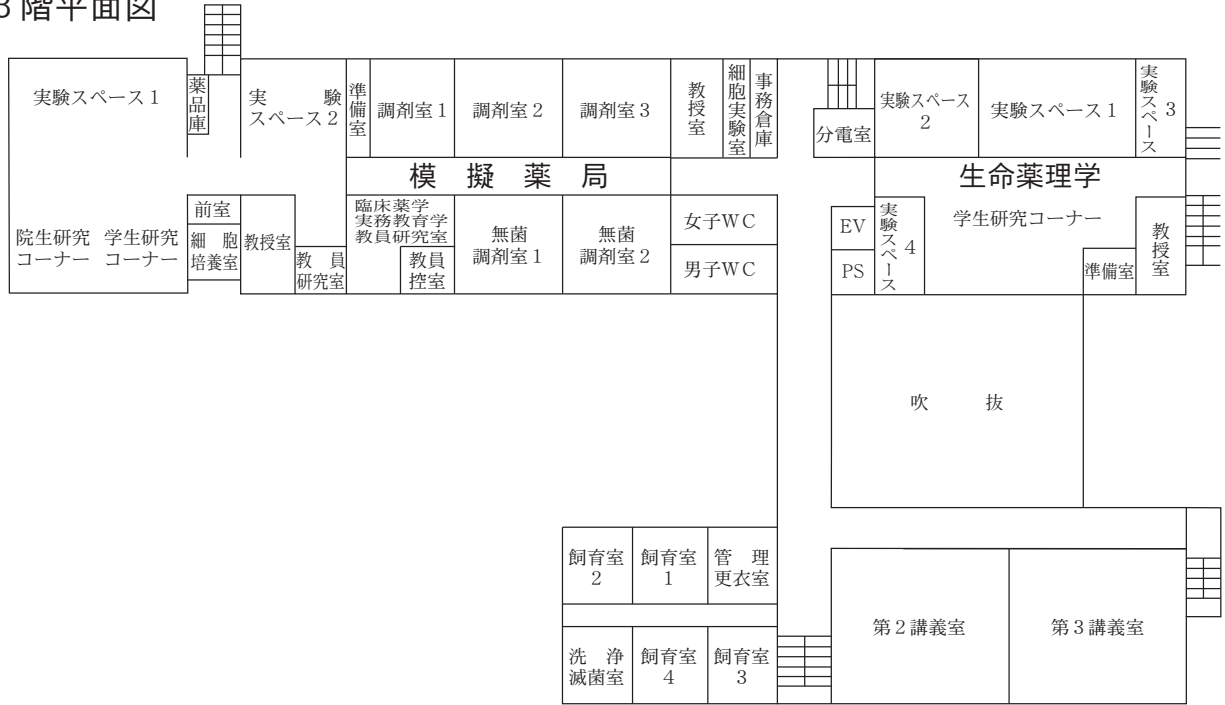 3階平面図
実験スペース1
薬品庫
実　験
スペース2
準備室
調剤室1
調剤室2
調剤室3
教授室
細胞実験室
事務倉庫
分電室
実験スペース
2
実験スペース1
実験スペース3
模擬薬局
生命薬理学
院生研究
コーナー
学生研究
コーナー
前室
細　胞
培養室
教授室
教　員
研究室
臨床薬学
実務教育学
教員研究室
教員
控室
無菌
調剤室1
無菌
調剤室2
女子WC
男子WC
EV
PS
実験スペース4
学生研究コーナー
準備室
教授室
吹　抜
飼育室
2
飼育室
1
管　理
更衣室
洗　浄
滅菌室
飼育室
4
飼育室
3
第2講義室
第3講義室